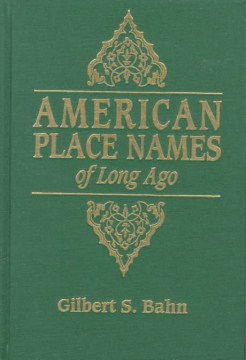 AMERICAN
PLACE NAMES
of Long Ago
Gilbert S. Bahn